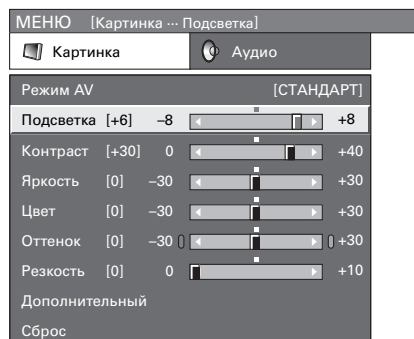 МЕНЮ [Картинка ··· Подсветка]
Картинка Аудио
Режим AV [СТАНДАРТ]
Подсветка [+6] –8 +8
Контраст [+30] 0 +40
Яркость [0] –30 +30
Цвет [0] –30 +30
Оттенок [0] –30 +30
Резкость [0] 0 +10
Дополнительный
Сброс